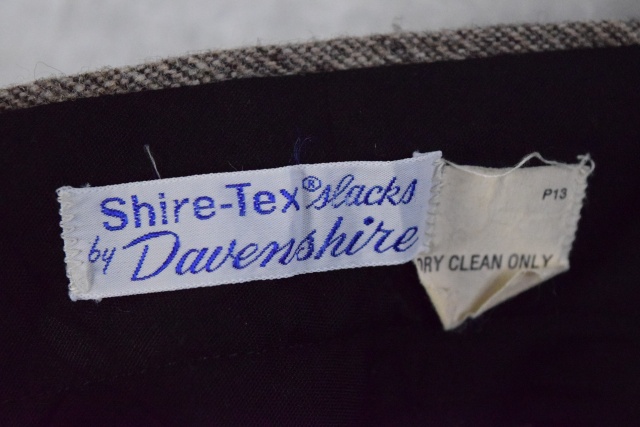 Shire-Tex® slacks
by Davenshire
P13
DRY CLEAN ONLY